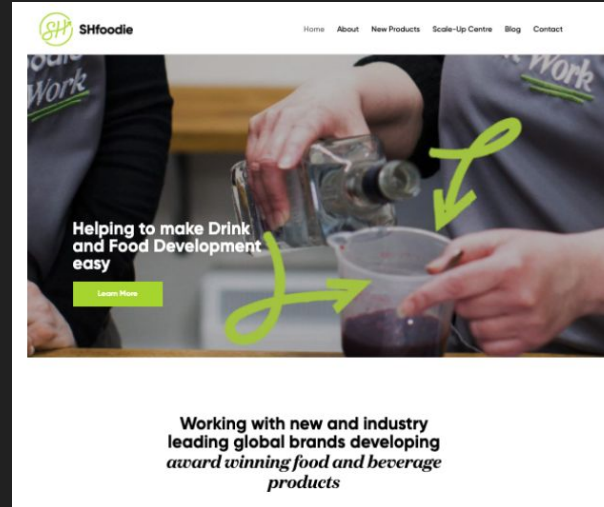 SH
SHfoodie
Home About New Products Scale-Up Centre Blog Contact
Work
Work
Helping to make Drink
and Food Development
easy
Learn More
Working with new and industry
leading global brands developing
award winning food and beverage
products